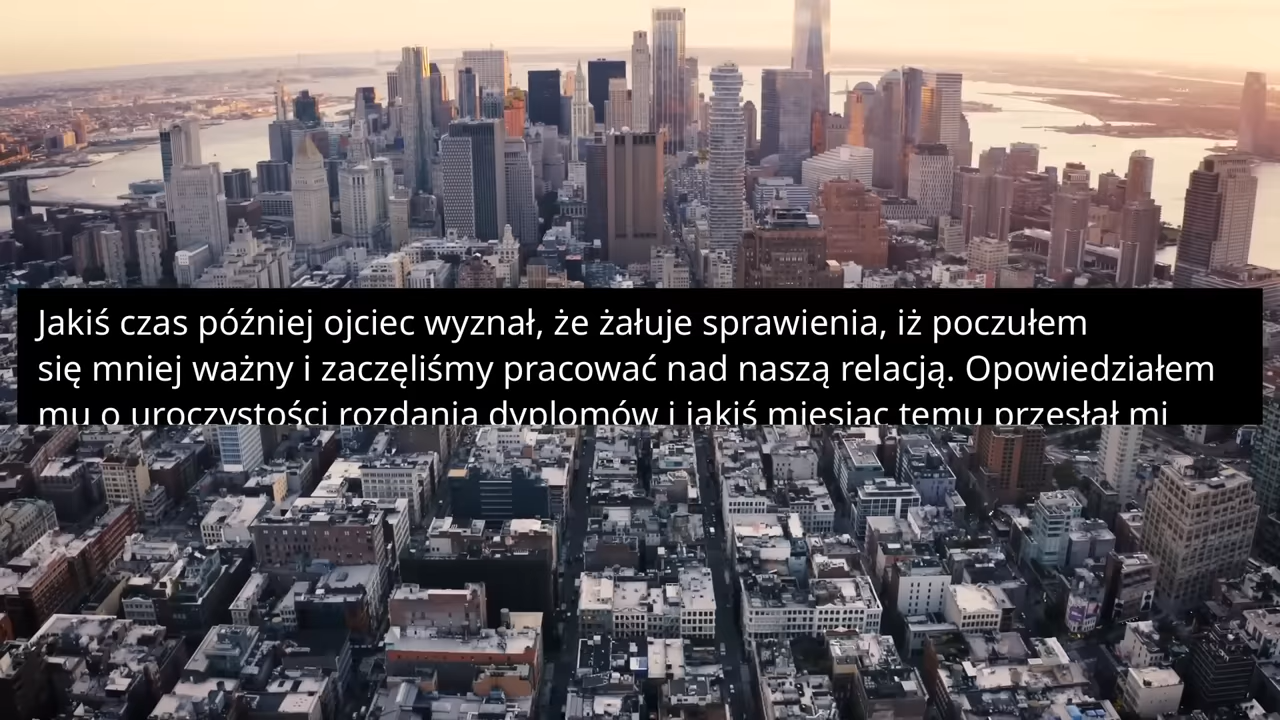 Jakiś czas później ojciec wyznał, że żałuje sprawienia, iż poczułem
się mniej ważny i zaczęliśmy pracować nad naszą relacją. Opowiedziałem
mu o uroczystości rozdania dyplomów i jakiś miesiąc temu przesłał mi